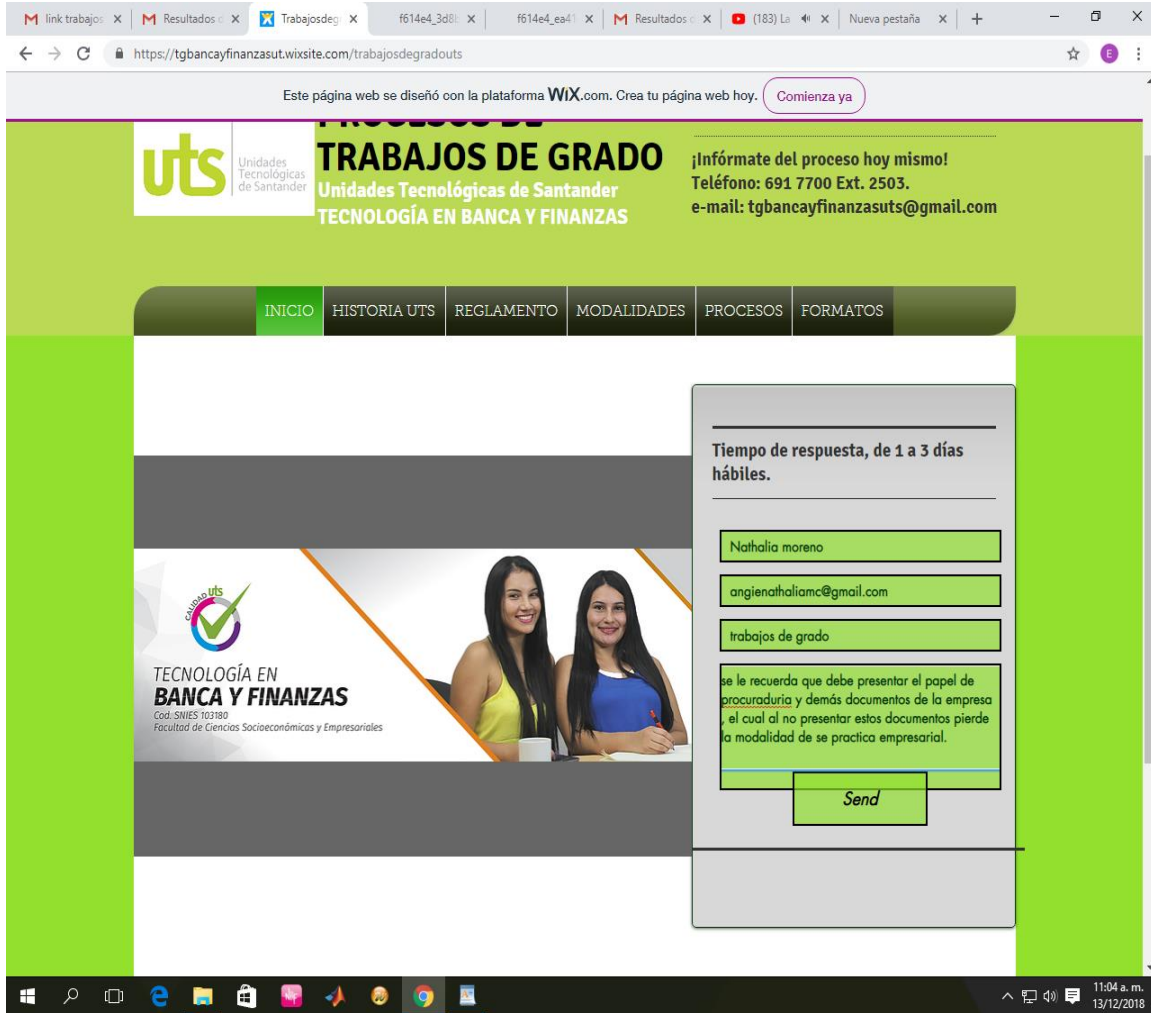 link trabajos
Resultados d
Trabajosdeg
f614e4_3d8
f614e4_ea41
Resultados d
(183) La
Nueva pestaña
https://tgbancayfinanzasut.wixsite.com/trabajosdegradouts
E
Este página web se diseñó con la plataforma WiX.com. Crea tu página web hoy. Comienza ya
PROCESOS DE
TRABAJOS DE GRADO
Unidades Tecnológicas de Santander
TECNOLOGÍA EN BANCA Y FINANZAS
uts
Unidades
Tecnológicas
de Santander
¡Infórmate del proceso hoy mismo!
Teléfono: 691 7700 Ext. 2503.
e-mail: tgbancayfinanzasuts@gmail.com
INICIO
HISTORIA UTS
REGLAMENTO
MODALIDADES
PROCESOS
FORMATOS
CALIDAD uts
TECNOLOGÍA EN
BANCA Y FINANZAS
Cod. SNIES 103180
Facultad de Ciencias Socioeconómicas y Empresariales
Tiempo de respuesta, de 1 a 3 días
hábiles.
Nathalia moreno
angienathaliamc@gmail.com
trabajos de grado
se le recuerda que debe presentar el papel de
procuraduria y demás documentos de la empresa
, el cual al no presentar estos documentos pierde
la modalidad de se practica empresarial.
Send
11:04 a. m.
13/12/2018